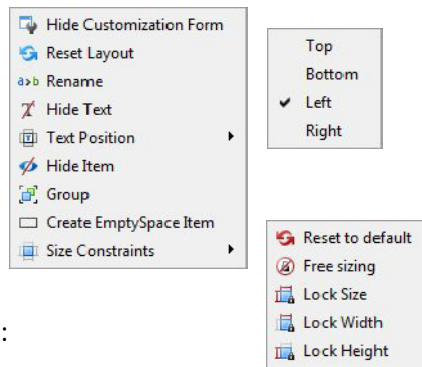 Hide Customization Form
Reset Layout
a>b Rename
Hide Text
Text Position
Hide Item
Group
Create EmptySpace Item
Size Constraints
Top
Bottom
Left
Right
Reset to default
Free sizing
Lock Size
Lock Width
Lock Height
: